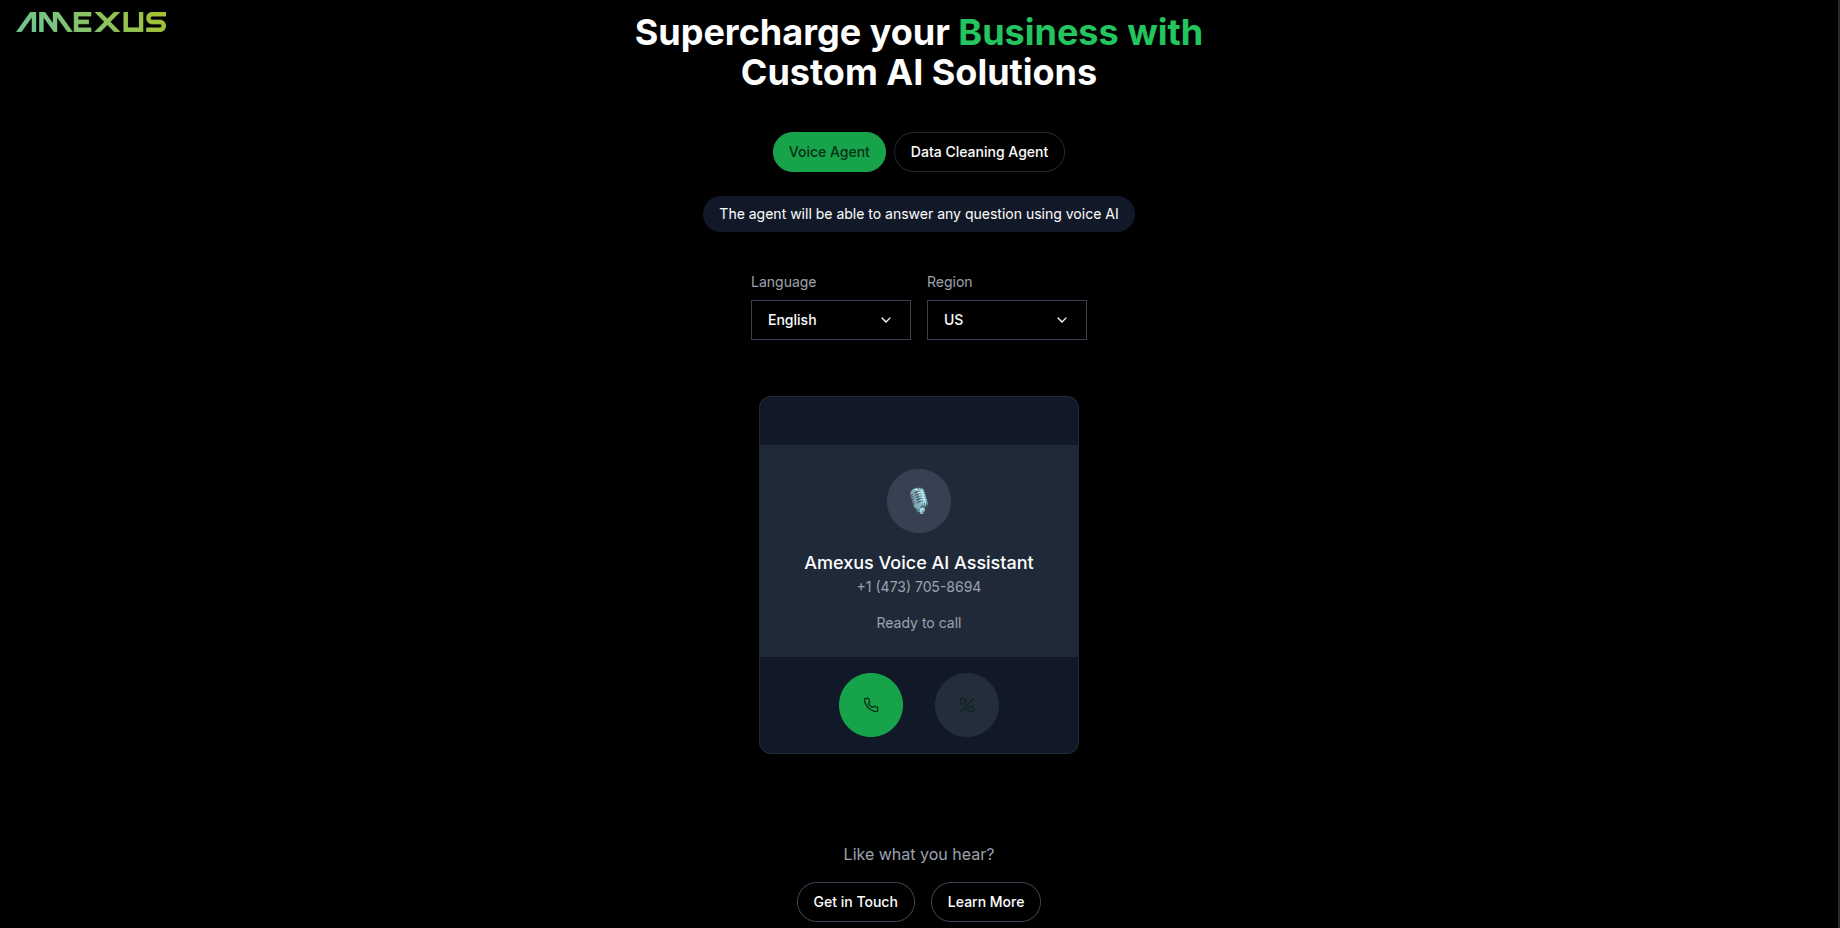 AMEXUS
Supercharge your Business with
Custom AI Solutions
Voice Agent Data Cleaning Agent
The agent will be able to answer any question using voice AI
Language Region
English US
Amexus Voice AI Assistant
+1 (473) 705-8694
Ready to call
Like what you hear?
Get in Touch Learn More